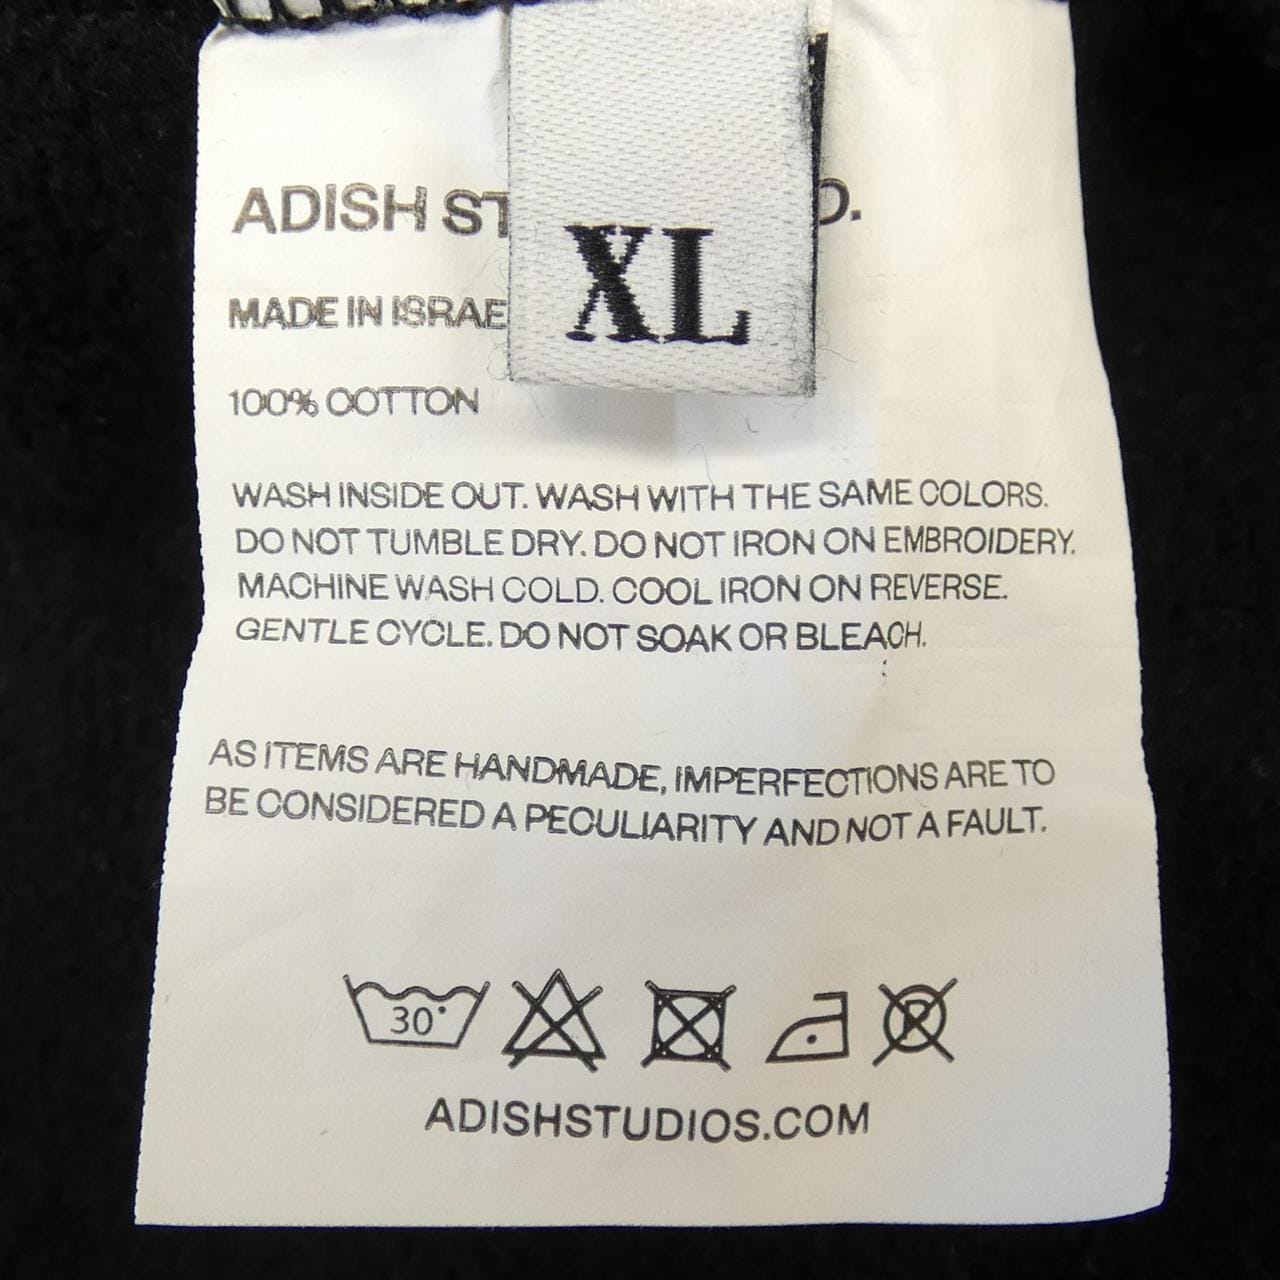 ADISH
XL
MADE IN
100% COTTON
WASH INSIDE OUT. WASH WITH THE SAME COLORS.
DO NOT TUMBLE DRY. DO NOT IRON ON EMBROIDERY.
MACHINE WASH COLD. COOL IRON ON REVERSE.
GENTLE CYCLE. DO NOT SOAK OR BLEACH.
AS ITEMS ARE HANDMADE, IMPERFECTIONS ARE TO
BE CONSIDERED A PECULIARITY AND NOT A FAULT.
30° P
ADISHSTUDIOS.COM